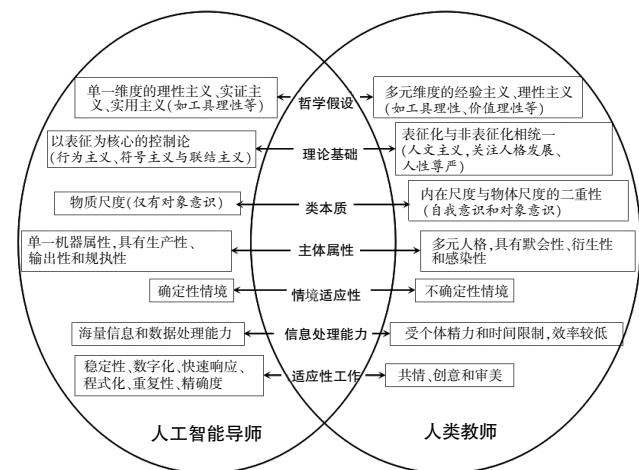 单一维度的理性主义、实证主
义、实用主义(如工具理性等)
哲学假设
多元维度的经验主义、理性主义
(如工具理性、价值理性等)
以表征为核心的控制论
(行为主义、符号主义与联结主义)
理论基础
表征化与非表征化相统一
(人文主义,关注人格发展、
人性尊严)
物质尺度(仅有对象意识)
类本质
内在尺度与物体尺度的二重性
(自我意识和对象意识)
单一机器属性,具有生产性、
输出性和规执性
主体属性
多元人格,具有默会性、衍生性
和感染性
确定性情境
情境适应性
不确定性情境
海量信息和数据处理能力
信息处理能力
受个体精力和时间限制,效率较低
稳定性、数字化、快速响应、
程式化、重复性、精确度
适应性工作
共情、创意和审美
人工智能导师
人类教师